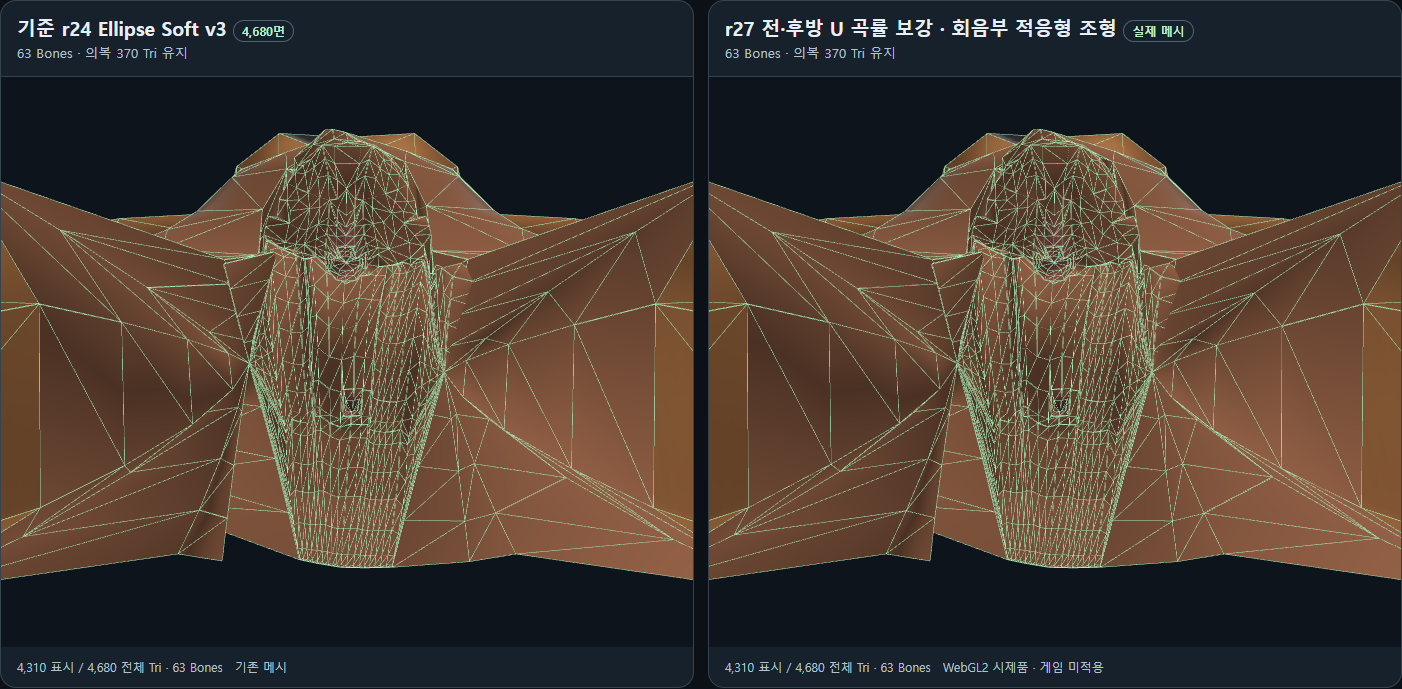 기준 r24 Ellipse Soft v3 4,680면
63 Bones · 의복 370 Tri 유지
4,310 표시 / 4,680 전체 Tri · 63 Bones 기존 메시
r27 전·후방 U 곡률 보강 · 회음부 적응형 조형 실제 메시
63 Bones · 의복 370 Tri 유지
4,310 표시 / 4,680 전체 Tri · 63 Bones WebGL2 시제품 · 게임 미적용